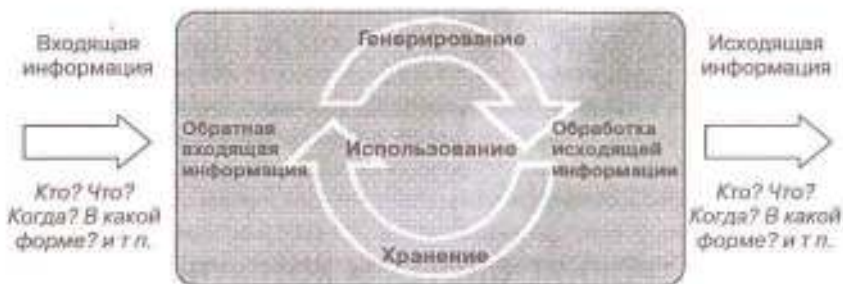 Входящая
информация
Кто? Что?
Когда? В какой
форме? и т п.
Генерирование
Обратная
входящая
информация
Использование
Обработка
исходящей
информации
Хранение
Исходящая
информация
Кто? Что?
Когда? В какой
форме? и т п.